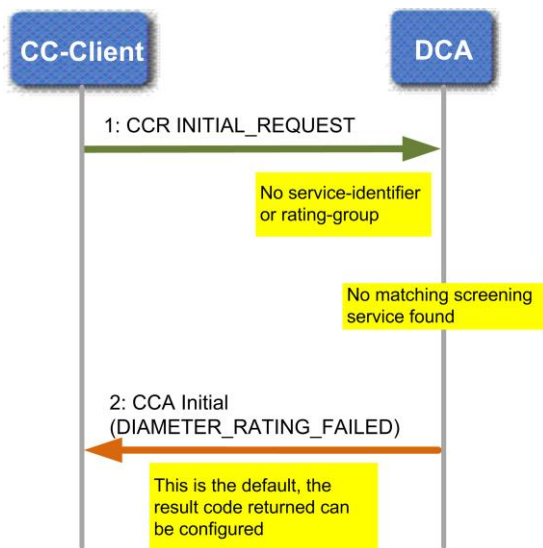 CC-Client
DCA
1: CCR INITIAL_REQUEST
No service-identifier
or rating-group
No matching screening
service found
2: CCA Initial
(DIAMETER_RATING_FAILED)
This is the default, the
result code returned can
be configured